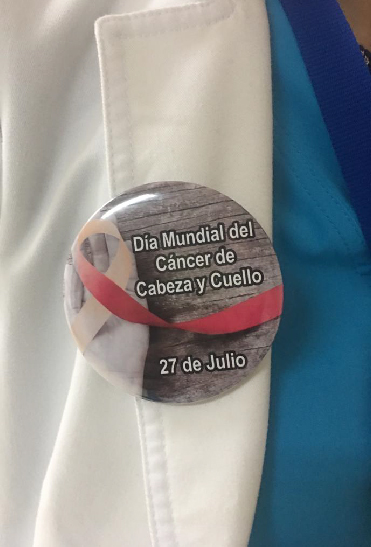 Día Mundial del
Cáncer de
Cabeza y Cuello
27 de Julio